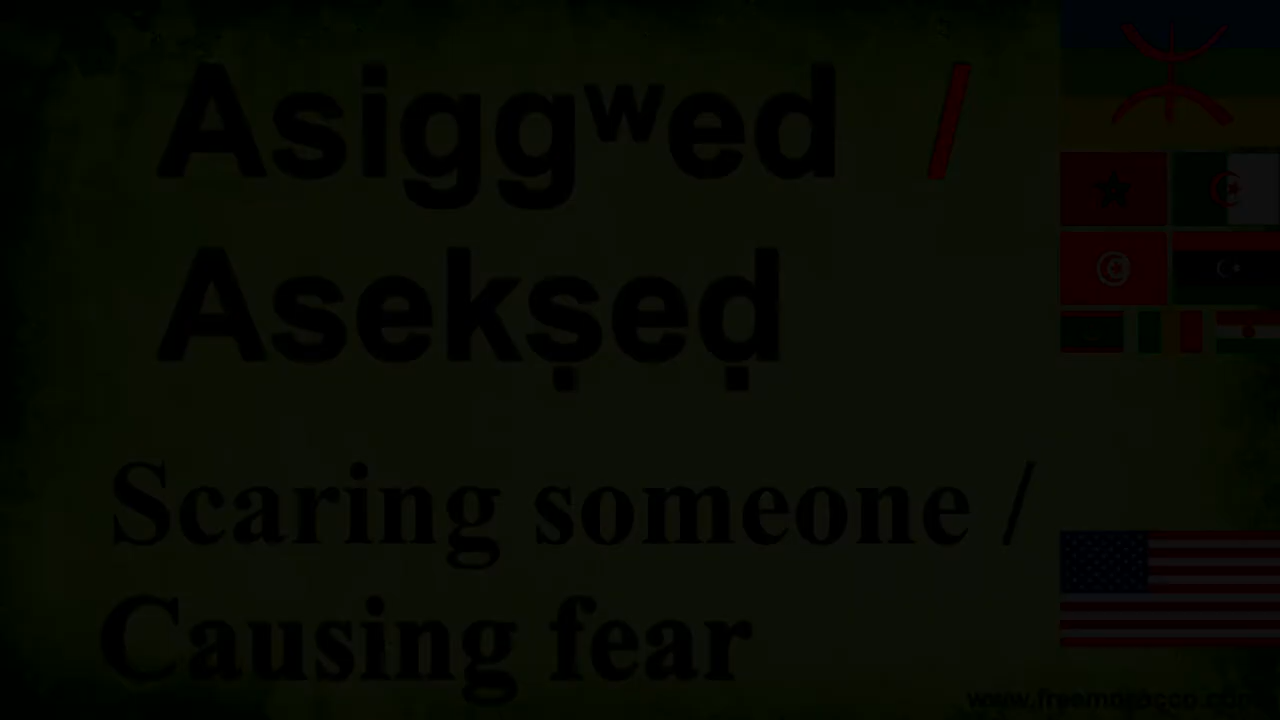 Asiggʷed /
Asekṣeḍ
Scaring someone /
Causing fear